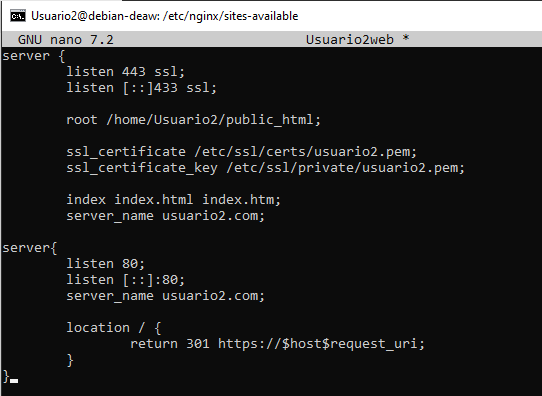 Usuario2@debian-deaw: /etc/nginx/sites-available
GNU nano 7.2 Usuario2web *
server {
listen 443 ssl;
listen [::]433 ssl;
root /home/Usuario2/public_html;
ssl_certificate /etc/ssl/certs/usuario2.pem;
ssl_certificate_key /etc/ssl/private/usuario2.pem;
index index.html index.htm;
server_name usuario2.com;
server{
listen 80;
listen [::]:80;
server_name usuario2.com;
location / {
return 301 https://$host$request_uri;
}
}